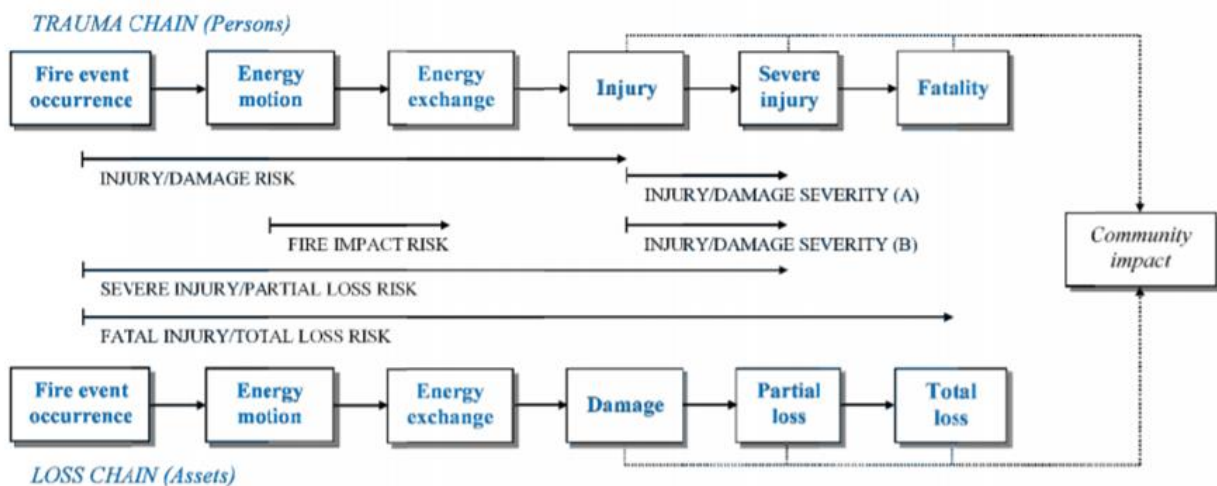 TRAUMA CHAIN (Persons)
Fire event
occurrence
Energy
motion
Energy
exchange
Injury
Severe
injury
Fatality
INJURY/DAMAGE RISK
INJURY/DAMAGE SEVERITY (A)
FIRE IMPACT RISK
INJURY/DAMAGE SEVERITY (B)
SEVERE INJURY/PARTIAL LOSS RISK
FATAL INJURY/TOTAL LOSS RISK
Community
impact
Fire event
occurrence
Energy
motion
Energy
exchange
Damage
Partial
loss
Total
loss
LOSS CHAIN (Assets)